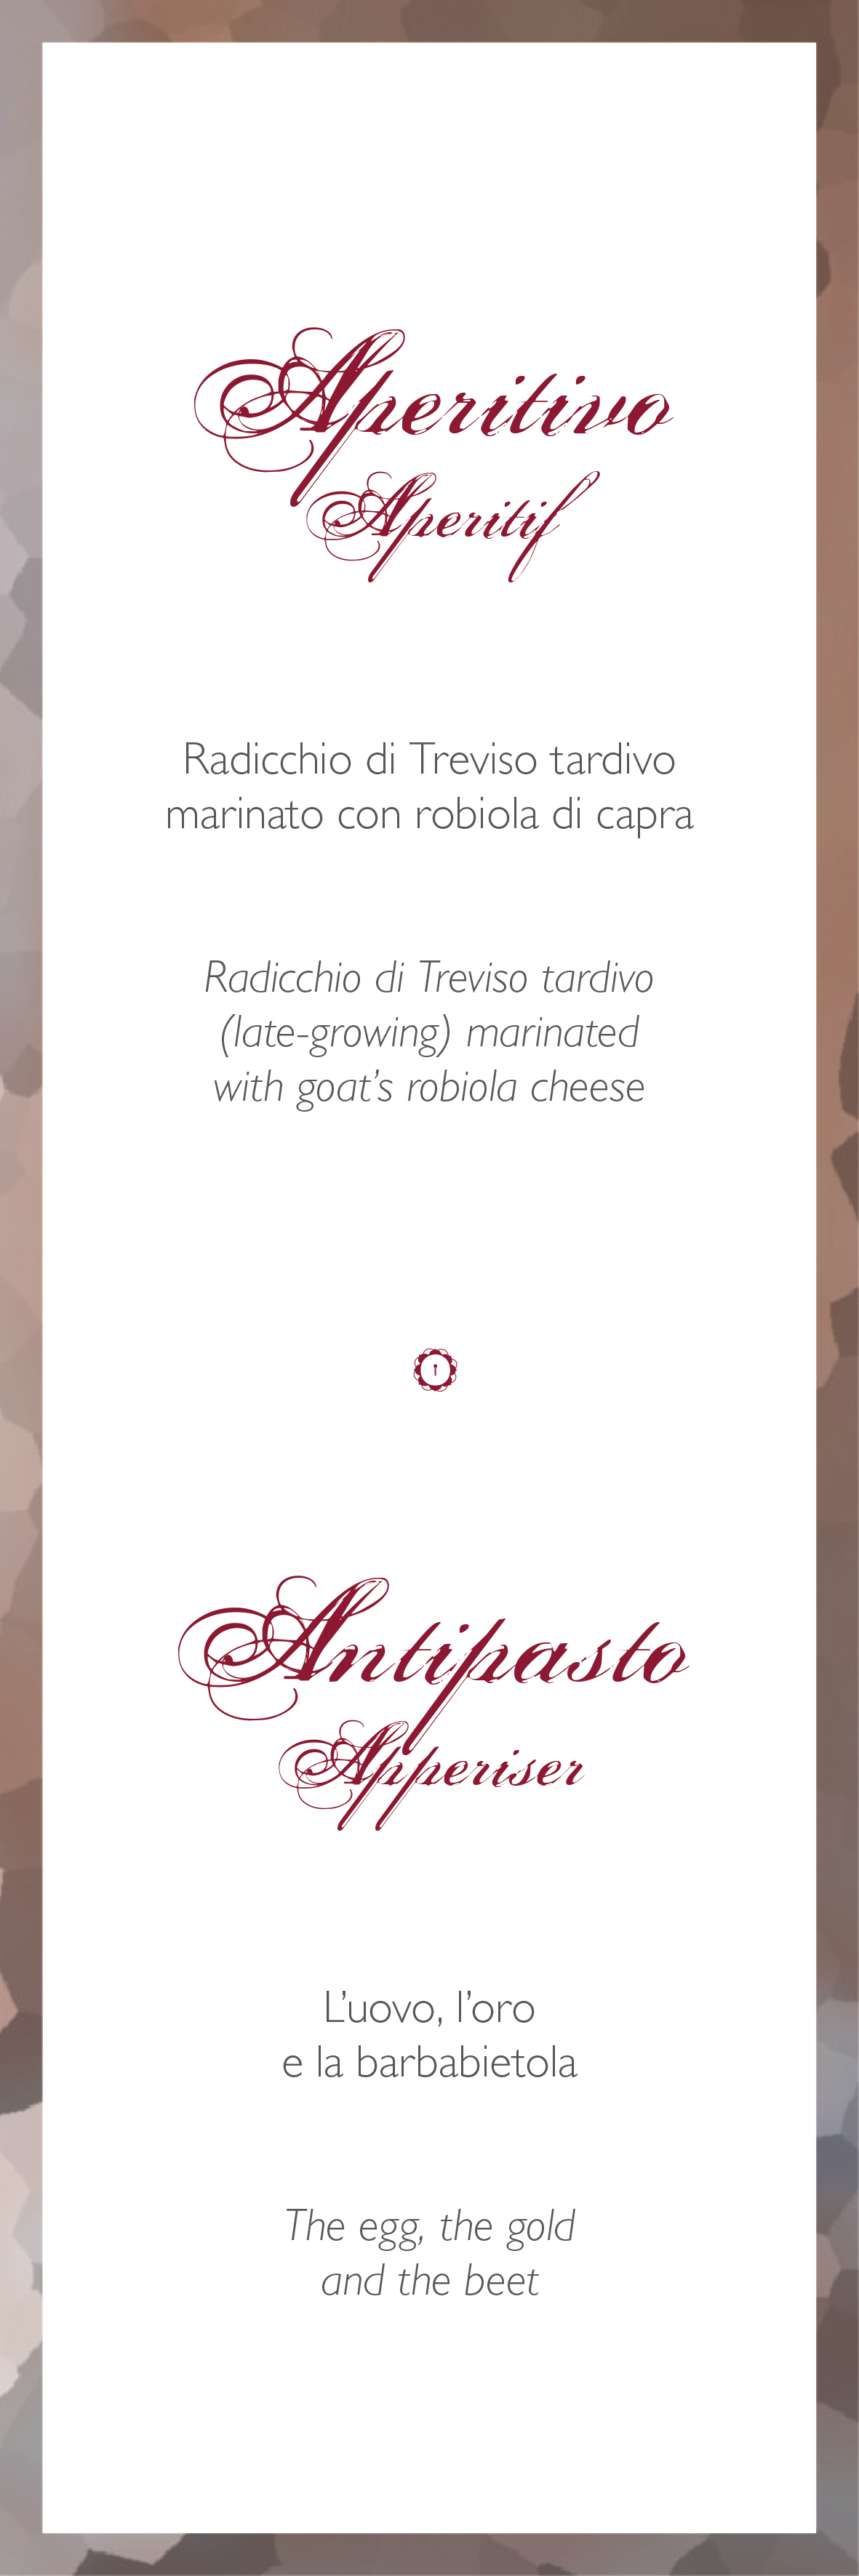 Aperitivo
Aperitif
Radicchio di Treviso tardivo
marinato con robiola di capra
Radicchio di Treviso tardivo
(late-growing) marinated
with goat’s robiola cheese
Antipasto
Apperiser
L’uovo, l’oro
e la barbabietola
The egg, the gold
and the beet